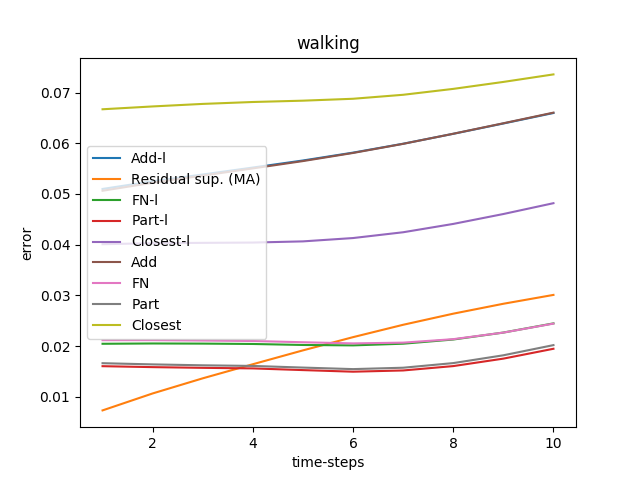 walking
error
0.07
0.06
0.05
0.04
0.03
0.02
0.01
Add-l
Residual sup. (MA)
FN-l
Part-l
Closest-l
Add
FN
Part
Closest
2 4 6 8 10
time-steps